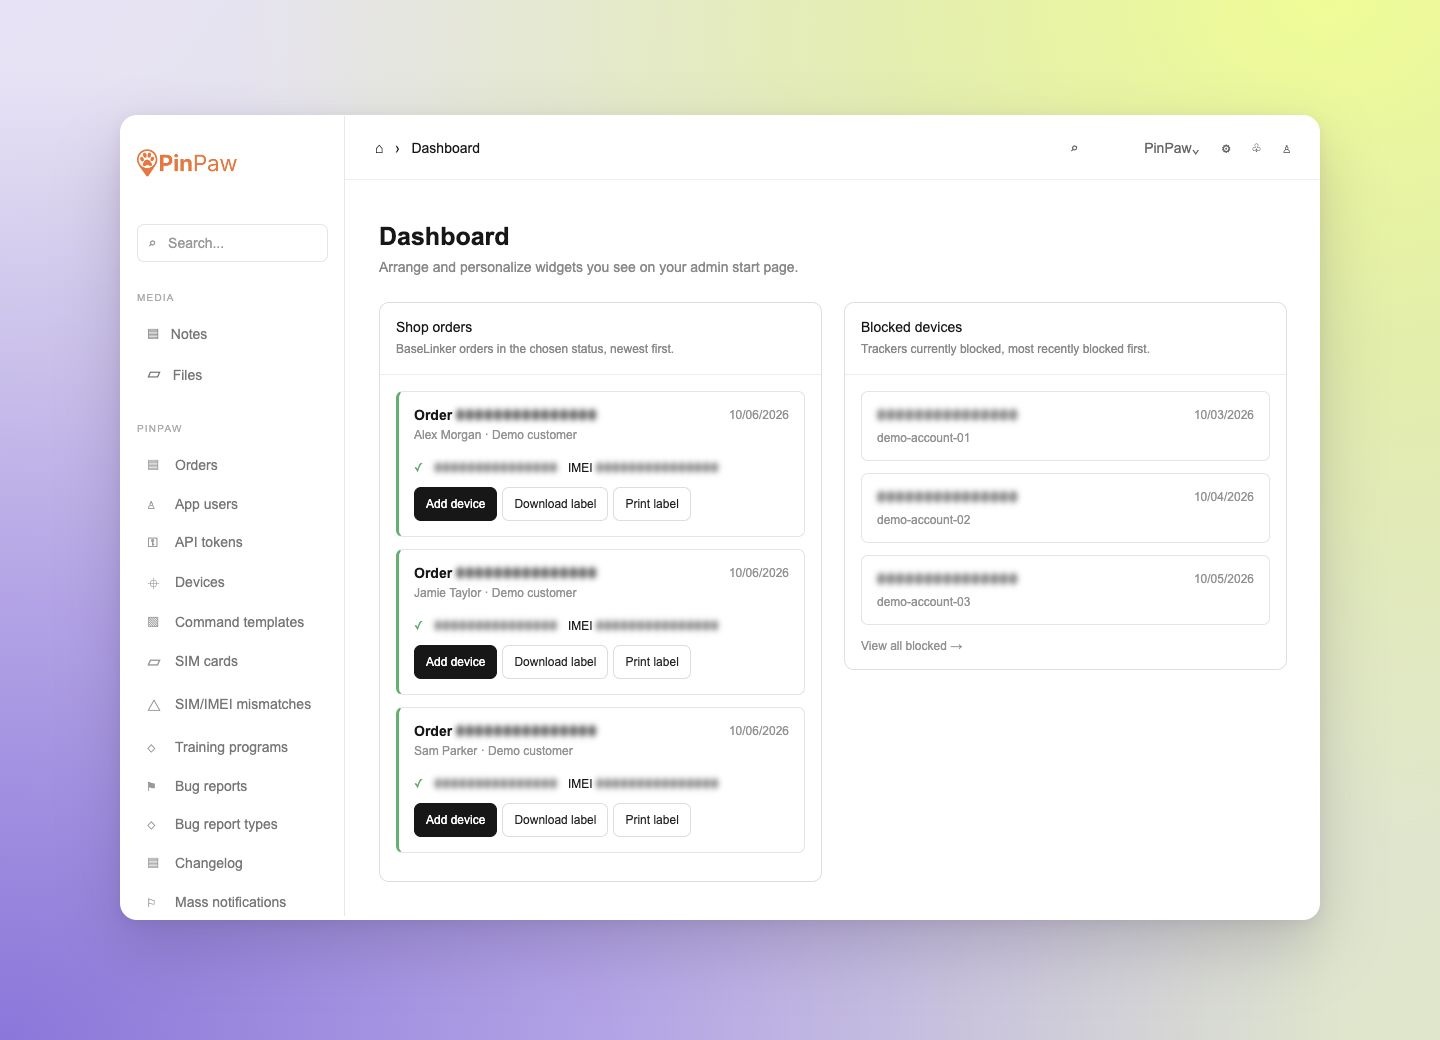 PinPaw
Search...
MEDIA
Notes
Files
PINPAW
Orders
App users
API tokens
Devices
Command templates
SIM cards
SIM/IMEI mismatches
Training programs
Bug reports
Bug report types
Changelog
Mass notifications
› Dashboard
PinPaw
Dashboard
Arrange and personalize widgets you see on your admin start page.
Shop orders
BaseLinker orders in the chosen status, newest first.
Order
10/06/2026
Alex Morgan · Demo customer
✓ IMEI
Add device
Download label
Print label
Order
10/06/2026
Jamie Taylor · Demo customer
✓ IMEI
Add device
Download label
Print label
Order
10/06/2026
Sam Parker · Demo customer
✓ IMEI
Add device
Download label
Print label
Blocked devices
Trackers currently blocked, most recently blocked first.
10/03/2026
demo-account-01
10/04/2026
demo-account-02
10/05/2026
demo-account-03
View all blocked →